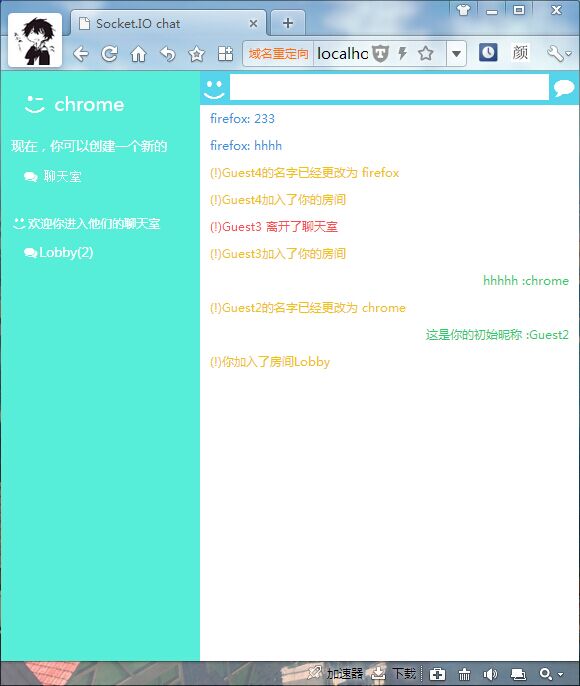 Socket.IO chat
域名重定向
localho
颜
chrome
现在，你可以创建一个新的
聊天室
欢迎你进入他们的聊天室
Lobby(2)
firefox: 233
firefox: hhhh
(!)Guest4的名字已经更改为 firefox
(!)Guest4加入了你的房间
(!)Guest3 离开了聊天室
(!)Guest3加入了你的房间
hhhhh :chrome
(!)Guest2的名字已经更改为 chrome
这是你的初始昵称 :Guest2
(!)你加入了房间Lobby
加速器
下载